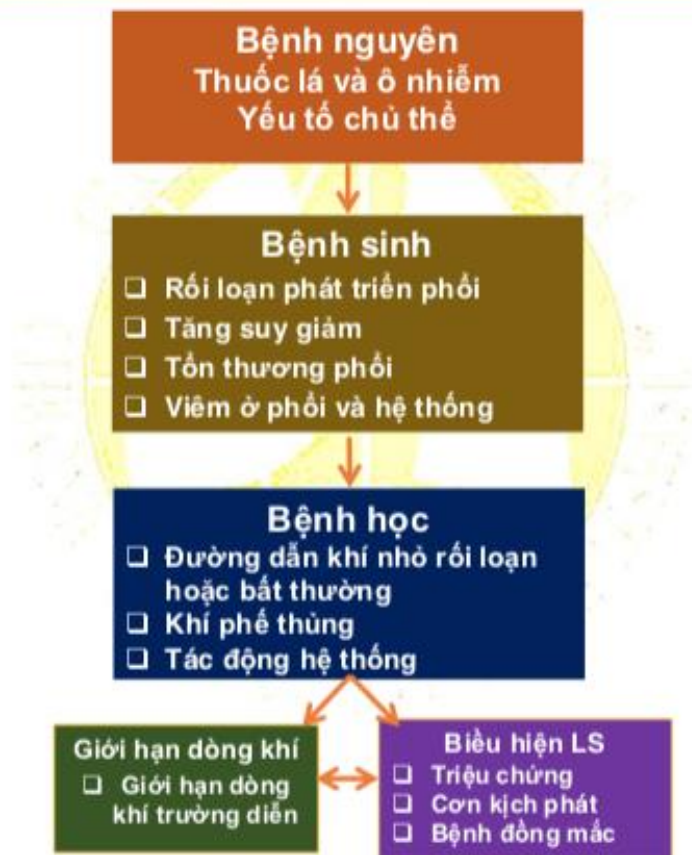 Bệnh nguyên
Thuốc lá và ô nhiễm
Yếu tố chủ thể
Bệnh sinh
❑ Rối loạn phát triển phổi
❑ Tăng suy giảm
❑ Tổn thương phổi
❑ Viêm ở phổi và hệ thống
Bệnh học
❑ Đường dẫn khí nhỏ rối loạn
hoặc bất thường
❑ Khí phế thủng
❑ Tác động hệ thống
Giới hạn dòng khí
❑ Giới hạn dòng
khí trường diễn
Biểu hiện LS
❑ Triệu chứng
❑ Cơn kịch phát
❑ Bệnh đồng mắc